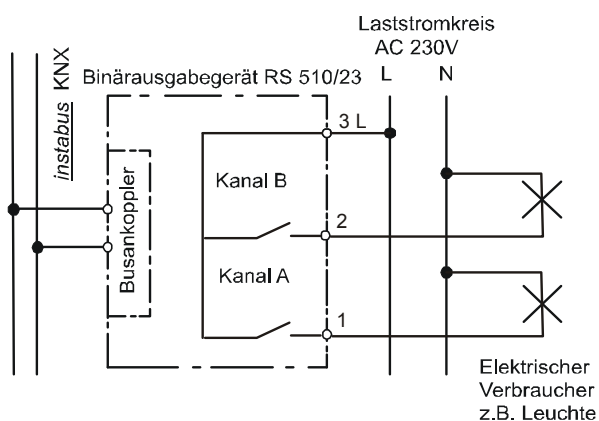 Laststromkreis
AC 230V
L N
Binärausgabegerät RS 510/23
instabus KNX
3 L
Kanal B
Busankoppler
2
Kanal A
1
Elektrischer
Verbraucher
z.B. Leuchte